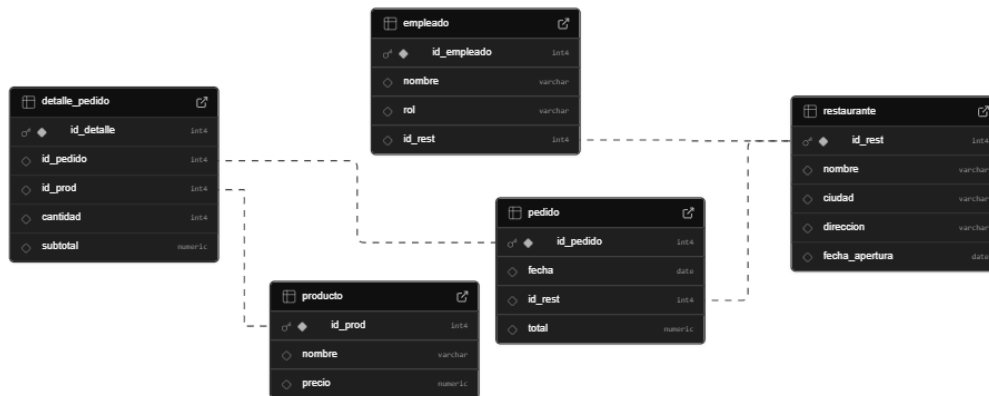 empleado
id_empleado int4
nombre varchar
rol varchar
id_rest int4
detalle_pedido
id_detalle int4
id_pedido int4
id_prod int4
cantidad int4
subtotal numeric
restaurante
id_rest int4
nombre varchar
ciudad varchar
direccion varchar
fecha_apertura date
pedido
id_pedido int4
fecha date
id_rest int4
total numeric
producto
id_prod int4
nombre varchar
precio numeric